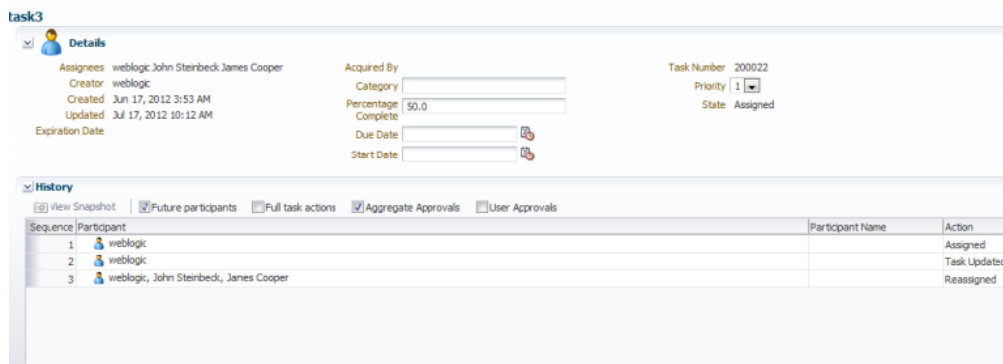 task3
Details
Assignees weblogic John Steinbeck James Cooper
Acquired By
Task Number 200022
Creator weblogic
Category
Priority 1
Created Jun 17, 2012 3:53 AM
Percentage Complete 50.0
State Assigned
Updated Jul 17, 2012 10:12 AM
Expiration Date
Due Date
Start Date
History
View Snapshot Future participants Full task actions Aggregate Approvals User Approvals
Sequence Participant Participant Name Action
1 weblogic Assigned
2 weblogic Task Updated
3 weblogic, John Steinbeck, James Cooper Reassigned